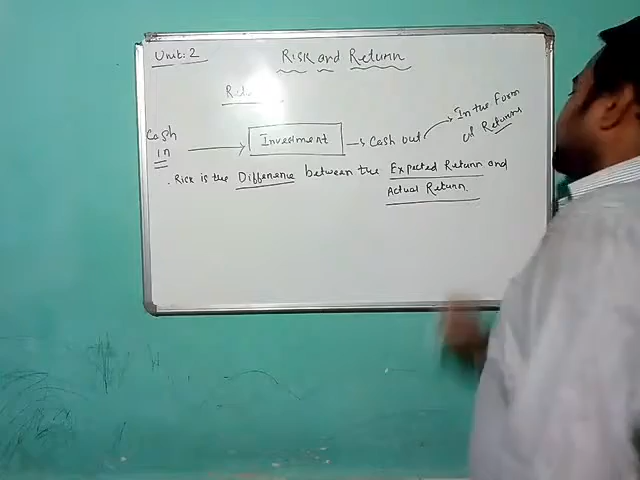 Unit: 2
Risk and Return
Cash in → Investment → Cash out → In the Form of Returns
. Risk is the Difference between the Expected Return and
Actual Return.